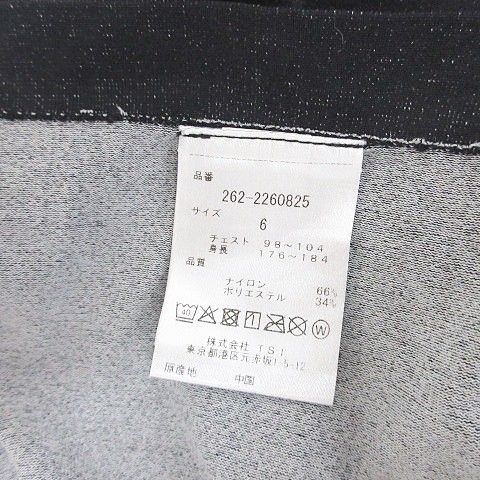 品番
262-2260825
サイズ
6
チェスト 98～104
身長 176～184
品質
ナイロン 66%
ポリエステル 34%
40 W
株式会社 TSI
東京都港区元赤坂1-5-12
原産地 中国